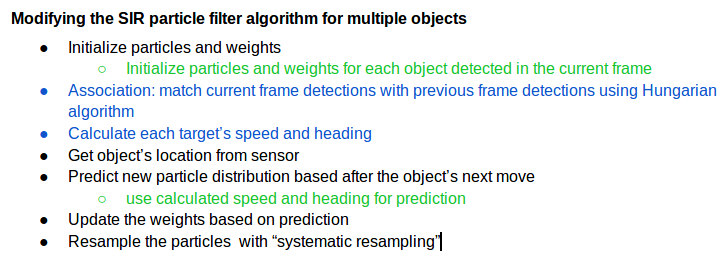 Modifying the SIR particle filter algorithm for multiple objects
● Initialize particles and weights
○ Initialize particles and weights for each object detected in the current frame
● Association: match current frame detections with previous frame detections using Hungarian
algorithm
● Calculate each target's speed and heading
● Get object's location from sensor
● Predict new particle distribution based after the object's next move
○ use calculated speed and heading for prediction
● Update the weights based on prediction
● Resample the particles with “systematic resampling”